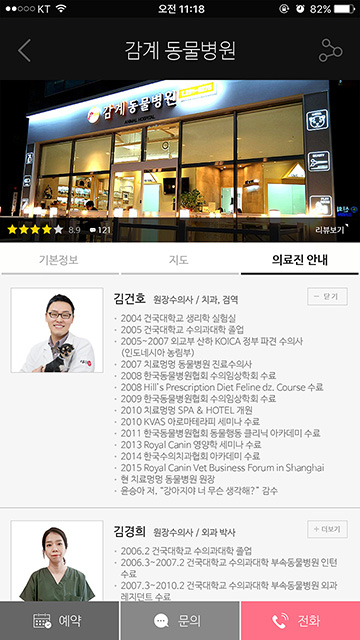 KT 오전 11:18 82%
감계 동물병원
감계 동물병원
ANIMAL HOSPITAL
8.9 121 리뷰보기
기본정보 지도 의료진 안내
김건호 원장수의사 / 치과, 검역 － 닫기
· 2004 건국대학교 생리학 실험실
· 2005 건국대학교 수의과대학 졸업
· 2005~2007 외교부 산하 KOICA 정부 파견 수의사
(인도네시아 농림부)
· 2007 치료멍멍 동물병원 진료수의사
· 2008 한국동물병원협회 수의임상학회 수료
· 2008 Hill's Prescription Diet Feline dz. Course 수료
· 2009 한국동물병원협회 수의임상학회 수료
· 2010 치료멍멍 SPA & HOTEL 개원
· 2010 KVAS 아로마테라피 세미나 수료
· 2011 한국동물병원협회 동물행동 클리닉 아카데미 수료
· 2013 Royal Canin 영양학 세미나 수료
· 2014 한국수의치과협회 아카데미 수료
· 2015 Royal Canin Vet Business Forum in Shanghai
· 현 치료멍멍 동물병원 원장
· 윤승아 저, "강아지야 너 무슨 생각해?" 감수
김경희 원장수의사 / 외과 박사 + 더보기
· 2006.2 건국대학교 수의과대학 졸업
· 2006.3~2007.2 건국대학교 수의과대학 부속동물병원 인턴
수료
· 2007.3~2010.2 건국대학교 수의과대학 부속동물병원 외과
레지던트 수료
예약 문의 전화